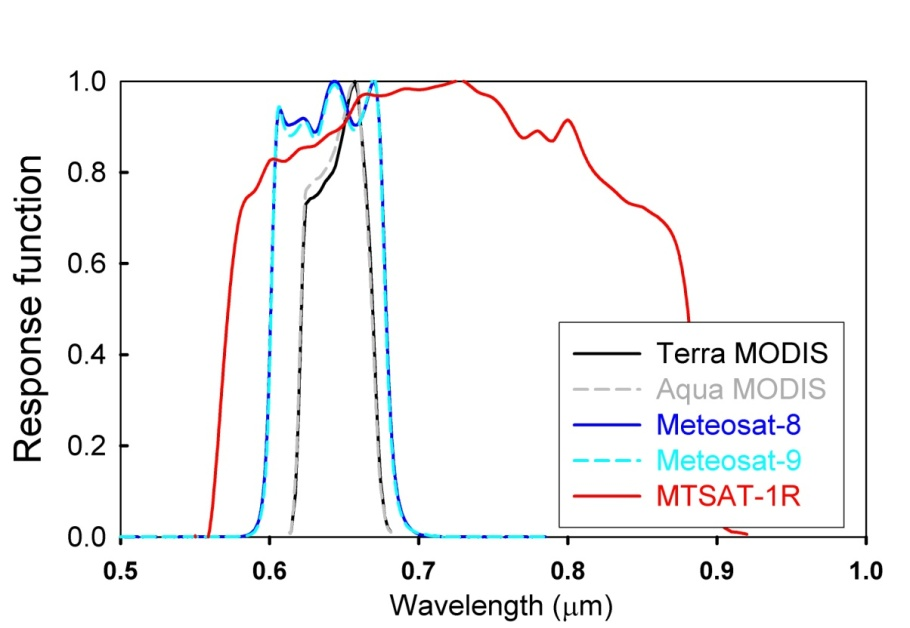 1.0
0.8
0.6
0.4
0.2
0.0
Response function
Terra MODIS
Aqua MODIS
Meteosat-8
Meteosat-9
MTSAT-1R
0.5 0.6 0.7 0.8 0.9 1.0
Wavelength (μm)